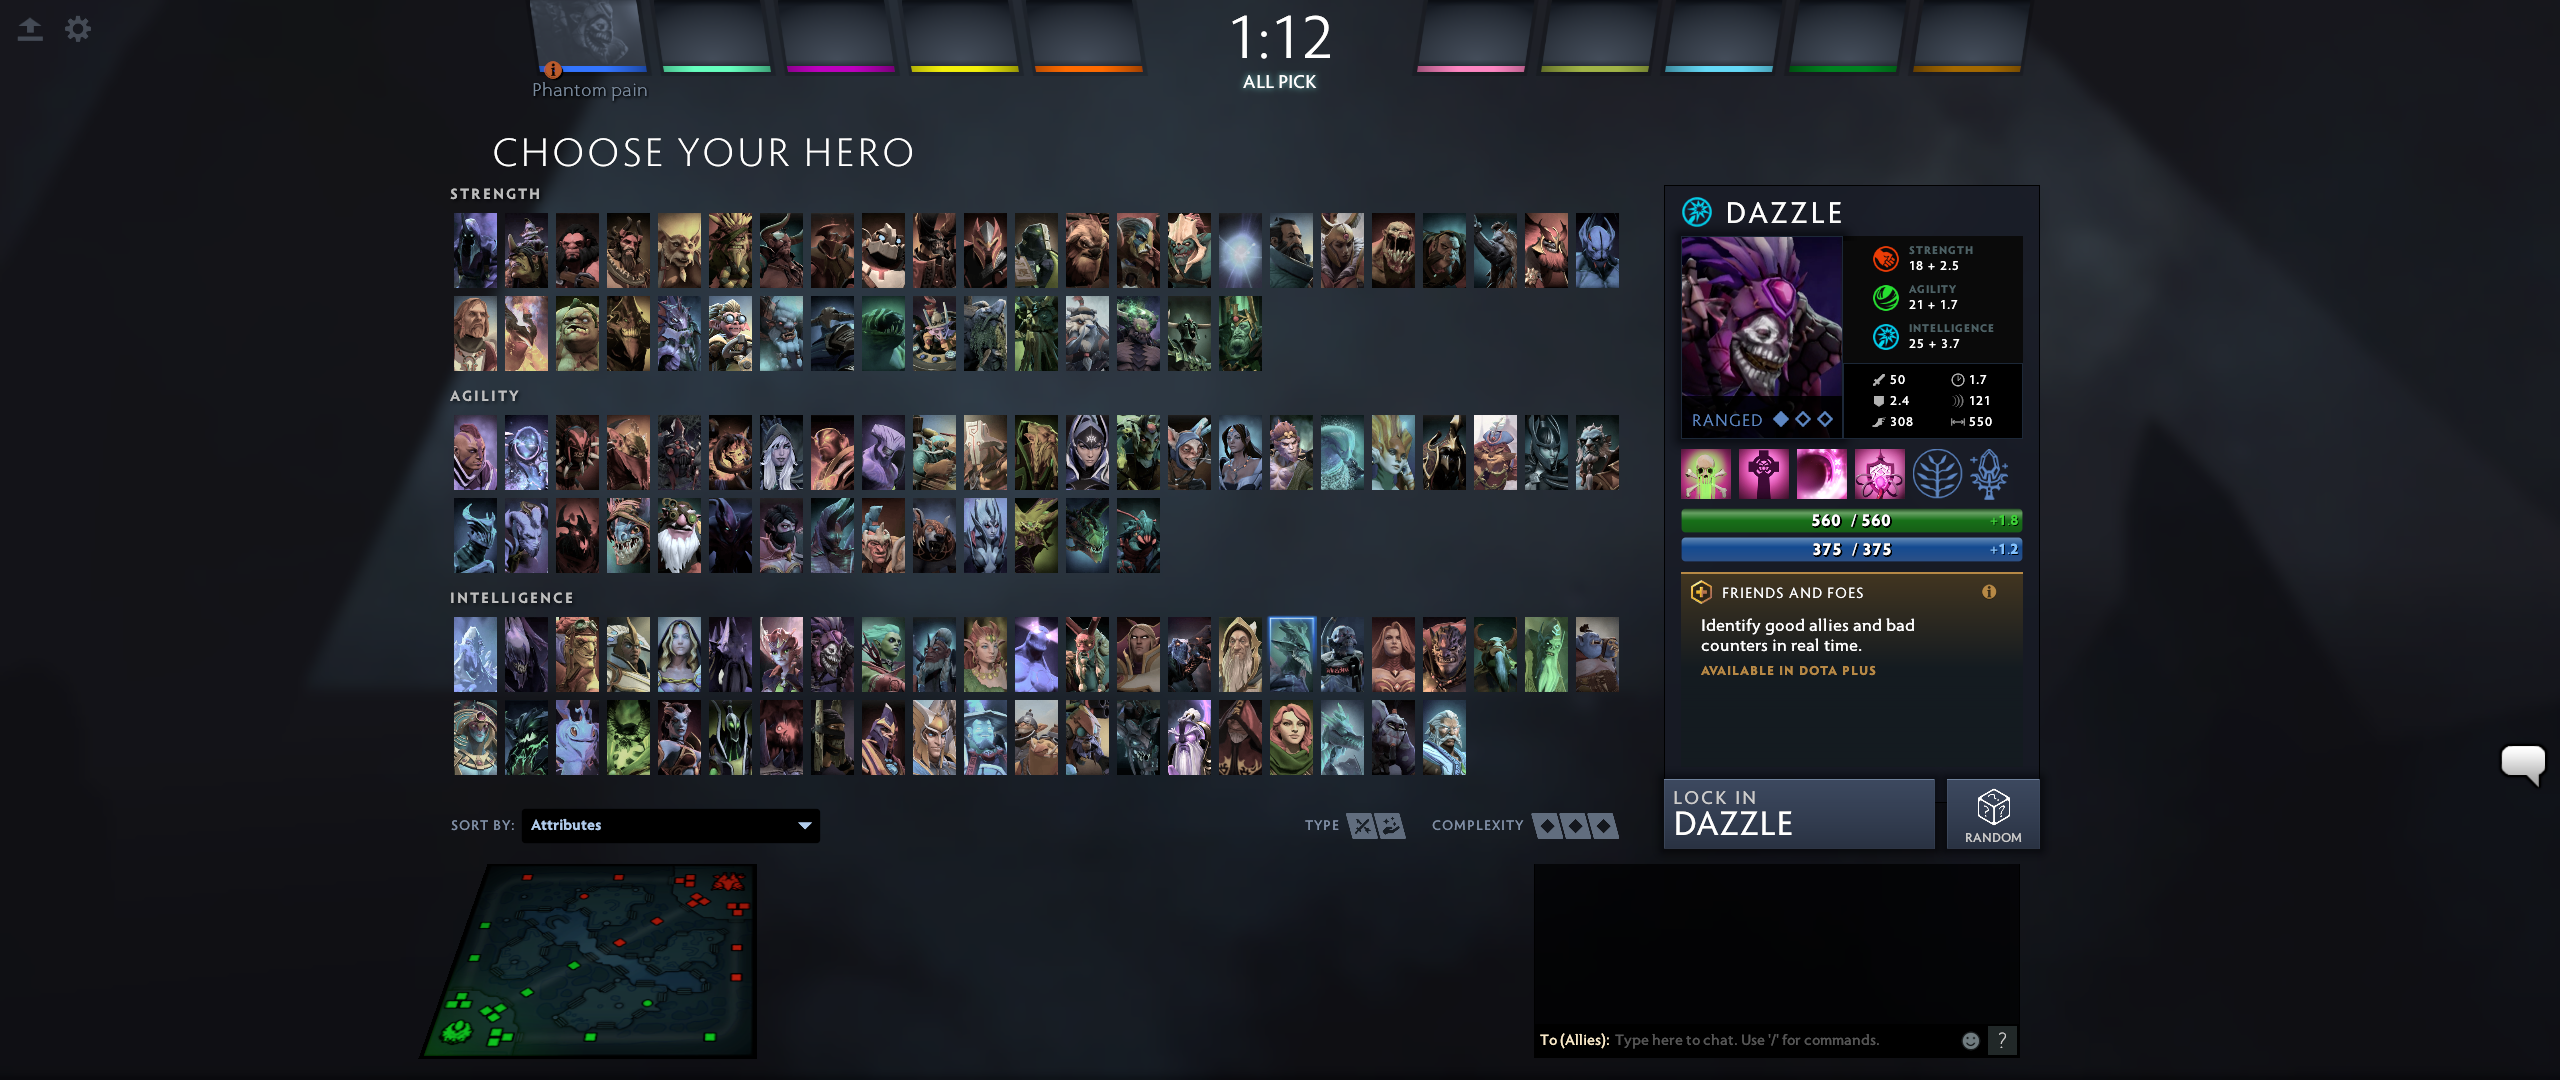 1:12
ALL PICK
Phantom pain
CHOOSE YOUR HERO
STRENGTH
AGILITY
INTELLIGENCE
DAZZLE
STRENGTH
18 + 2.5
AGILITY
21 + 1.7
INTELLIGENCE
25 + 3.7
50 1.7
2.4 121
308 550
RANGED
560 / 560 +1.8
375 / 375 +1.2
FRIENDS AND FOES
Identify good allies and bad
counters in real time.
AVAILABLE IN DOTA PLUS
LOCK IN
DAZZLE
RANDOM
SORT BY: Attributes
TYPE COMPLEXITY
To (Allies): Type here to chat. Use '/' for commands. ?